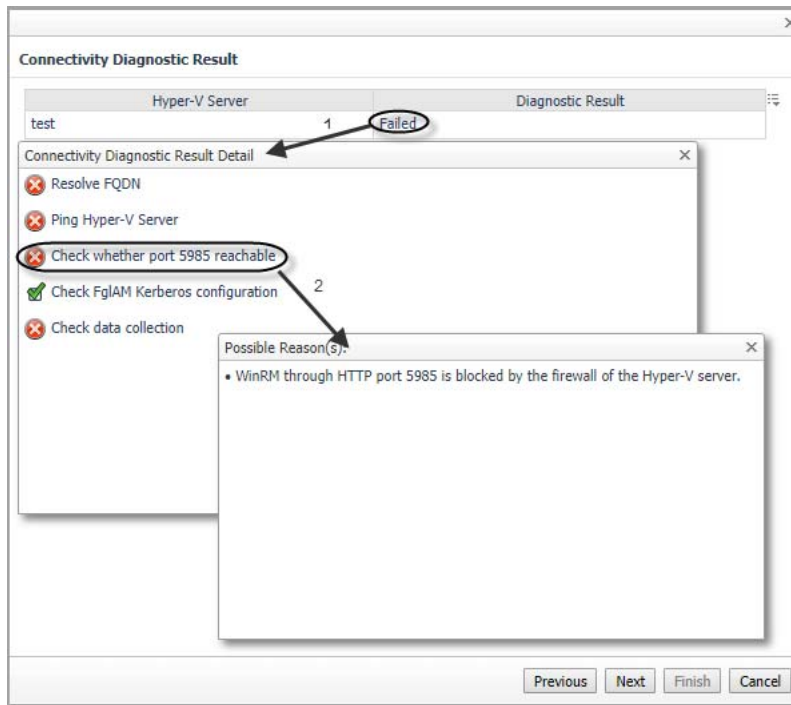 Connectivity Diagnostic Result
Hyper-V Server Diagnostic Result
test 1 Failed
Connectivity Diagnostic Result Detail
Resolve FQDN
Ping Hyper-V Server
Check whether port 5985 reachable
2
Check FglAM Kerberos configuration
Check data collection
Possible Reason(s):
• WinRM through HTTP port 5985 is blocked by the firewall of the Hyper-V server.
Previous Next Finish Cancel